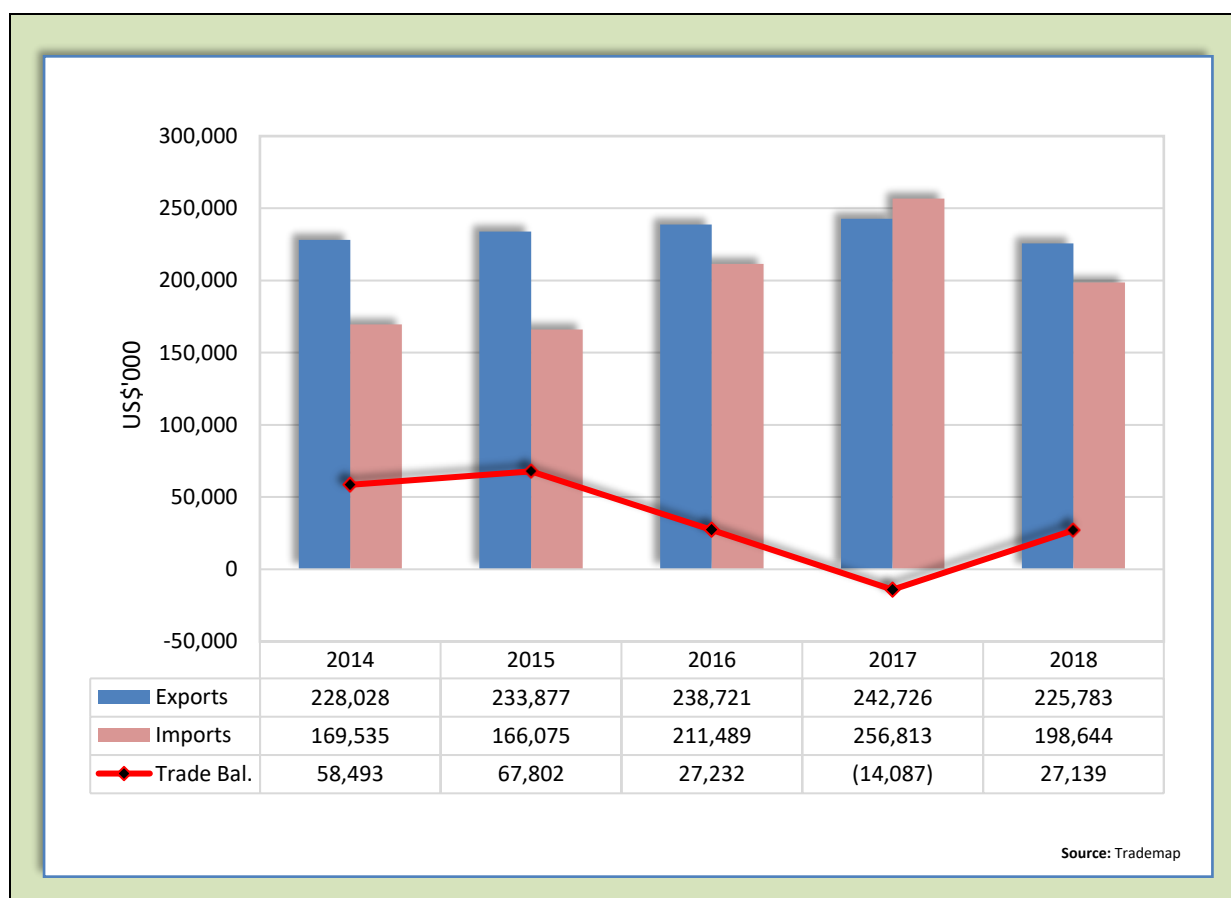 300,000
250,000
200,000
150,000
100,000
50,000
0
-50,000
US$'000
2014 2015 2016 2017 2018
Exports 228,028 233,877 238,721 242,726 225,783
Imports 169,535 166,075 211,489 256,813 198,644
Trade Bal. 58,493 67,802 27,232 (14,087) 27,139
Source: Trademap